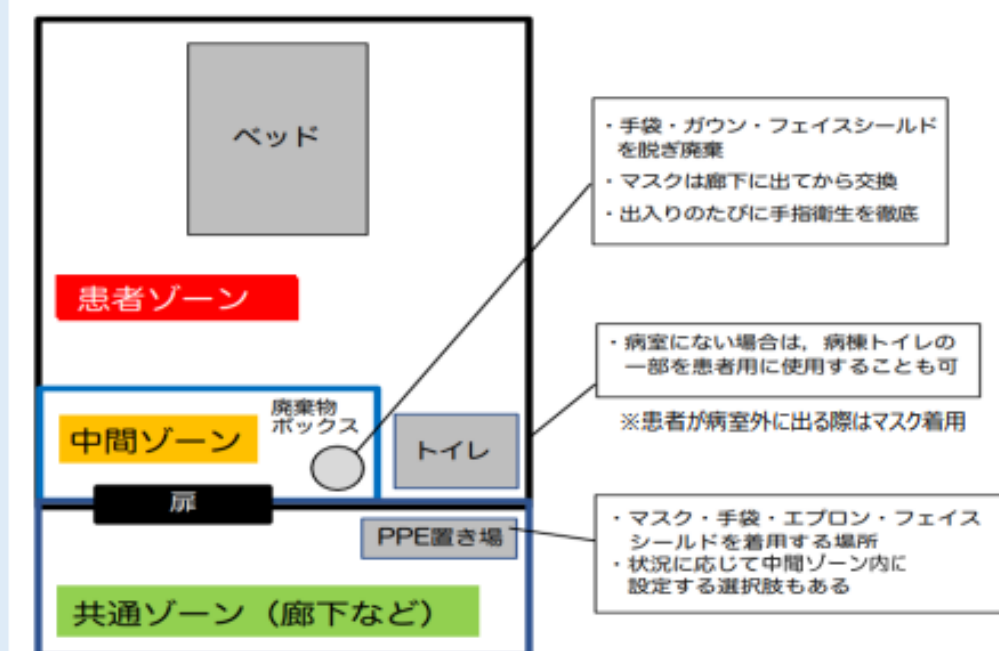 ベッド
・手袋・ガウン・フェイスシールド
を脱ぎ廃棄
・マスクは廊下に出てから交換
・出入りのたびに手指衛生を徹底
患者ゾーン
・病室にない場合は，病棟トイレの
一部を患者用に使用することも可
※患者が病室外に出る際はマスク着用
中間ゾーン
廃棄物
ボックス
トイレ
扉
PPE置き場
・マスク・手袋・エプロン・フェイス
シールドを着用する場所
・状況に応じて中間ゾーン内に
設定する選択肢もある
共通ゾーン（廊下など）